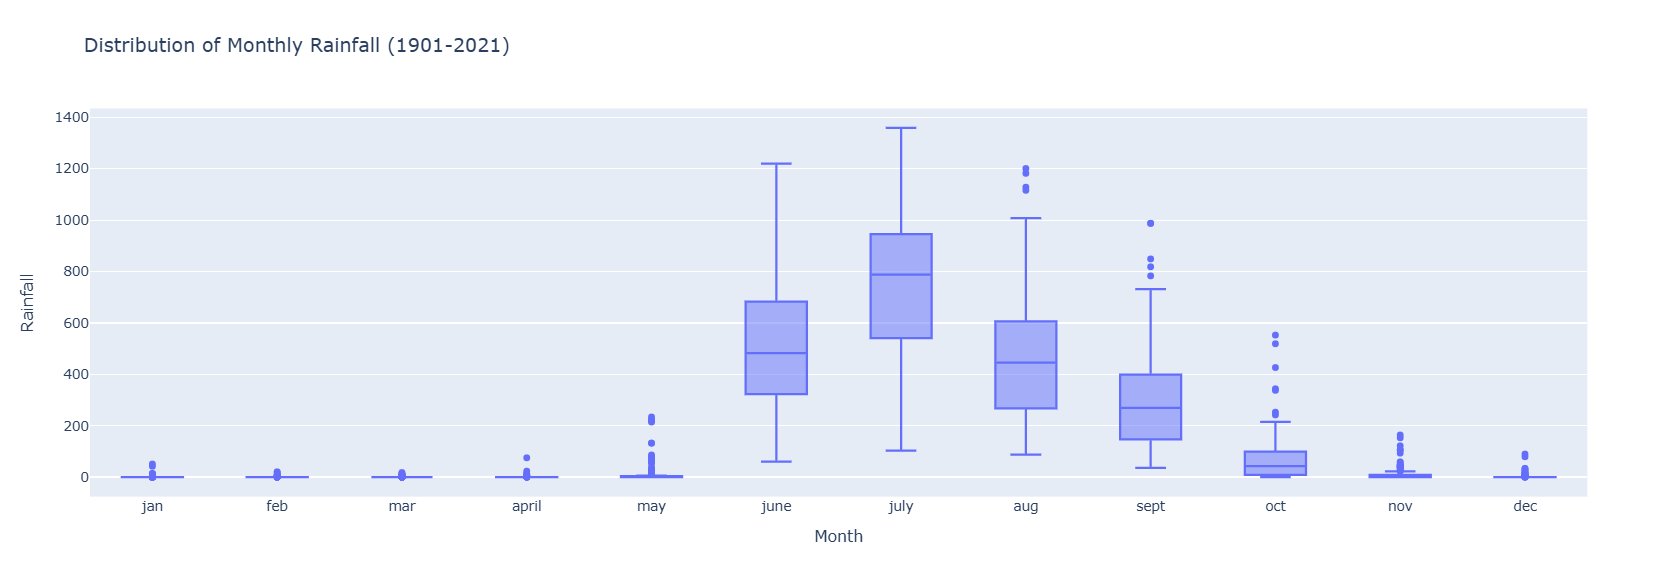 Distribution of Monthly Rainfall (1901-2021)
1400
1200
1000
800
600
400
200
0
Rainfall
jan feb mar april may june july aug sept oct nov dec
Month